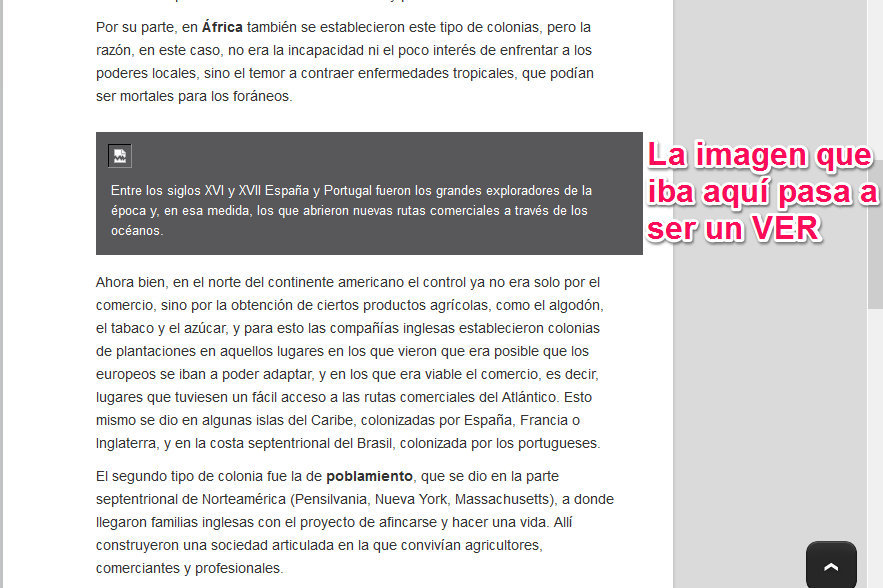 Por su parte, en África también se establecieron este tipo de colonias, pero la
razón, en este caso, no era la incapacidad ni el poco interés de enfrentar a los
poderes locales, sino el temor a contraer enfermedades tropicales, que podían
ser mortales para los foráneos.
Entre los siglos XVI y XVII España y Portugal fueron los grandes exploradores de la
época y, en esa medida, los que abrieron nuevas rutas comerciales a través de los
océanos.
La imagen que
iba aquí pasa a
ser un VER
Ahora bien, en el norte del continente americano el control ya no era solo por el
comercio, sino por la obtención de ciertos productos agrícolas, como el algodón,
el tabaco y el azúcar, y para esto las compañías inglesas establecieron colonias
de plantaciones en aquellos lugares en los que vieron que era posible que los
europeos se iban a poder adaptar, y en los que era viable el comercio, es decir,
lugares que tuviesen un fácil acceso a las rutas comerciales del Atlántico. Esto
mismo se dio en algunas islas del Caribe, colonizadas por España, Francia o
Inglaterra, y en la costa septentrional del Brasil, colonizada por los portugueses.
El segundo tipo de colonia fue la de poblamiento, que se dio en la parte
septentrional de Norteamérica (Pensilvania, Nueva York, Massachusetts), a donde
llegaron familias inglesas con el proyecto de afincarse y hacer una vida. Allí
construyeron una sociedad articulada en la que convivían agricultores,
comerciantes y profesionales.